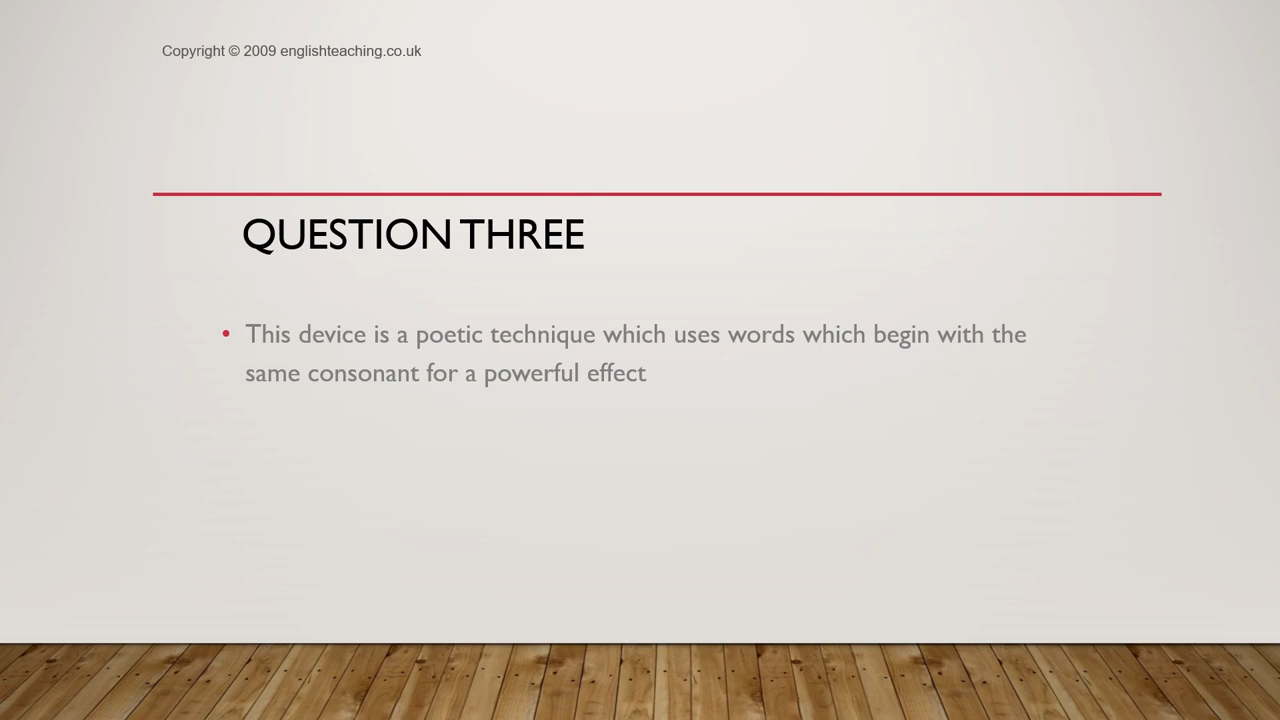 Copyright © 2009 englishteaching.co.uk
QUESTION THREE
• This device is a poetic technique which uses words which begin with the
same consonant for a powerful effect